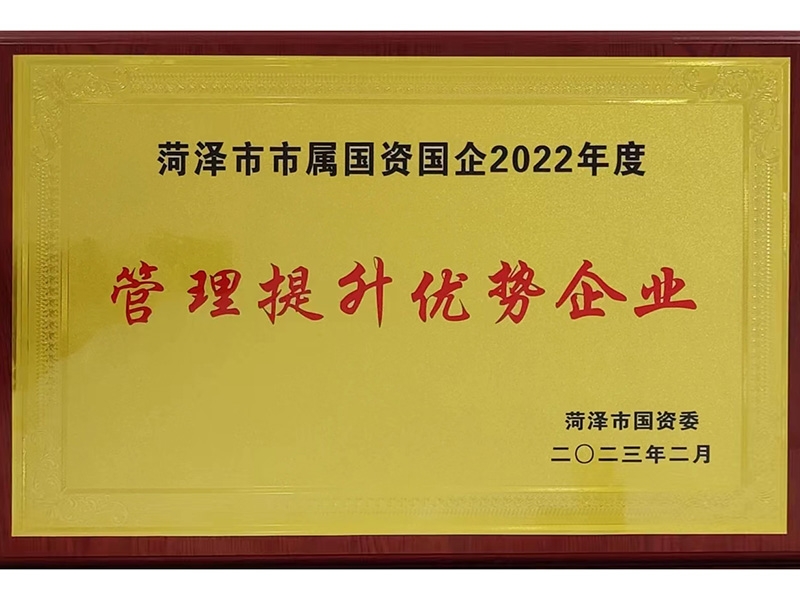 菏泽市市属国资国企2022年度
管理提升优势企业
菏泽市国资委
二〇二三年二月